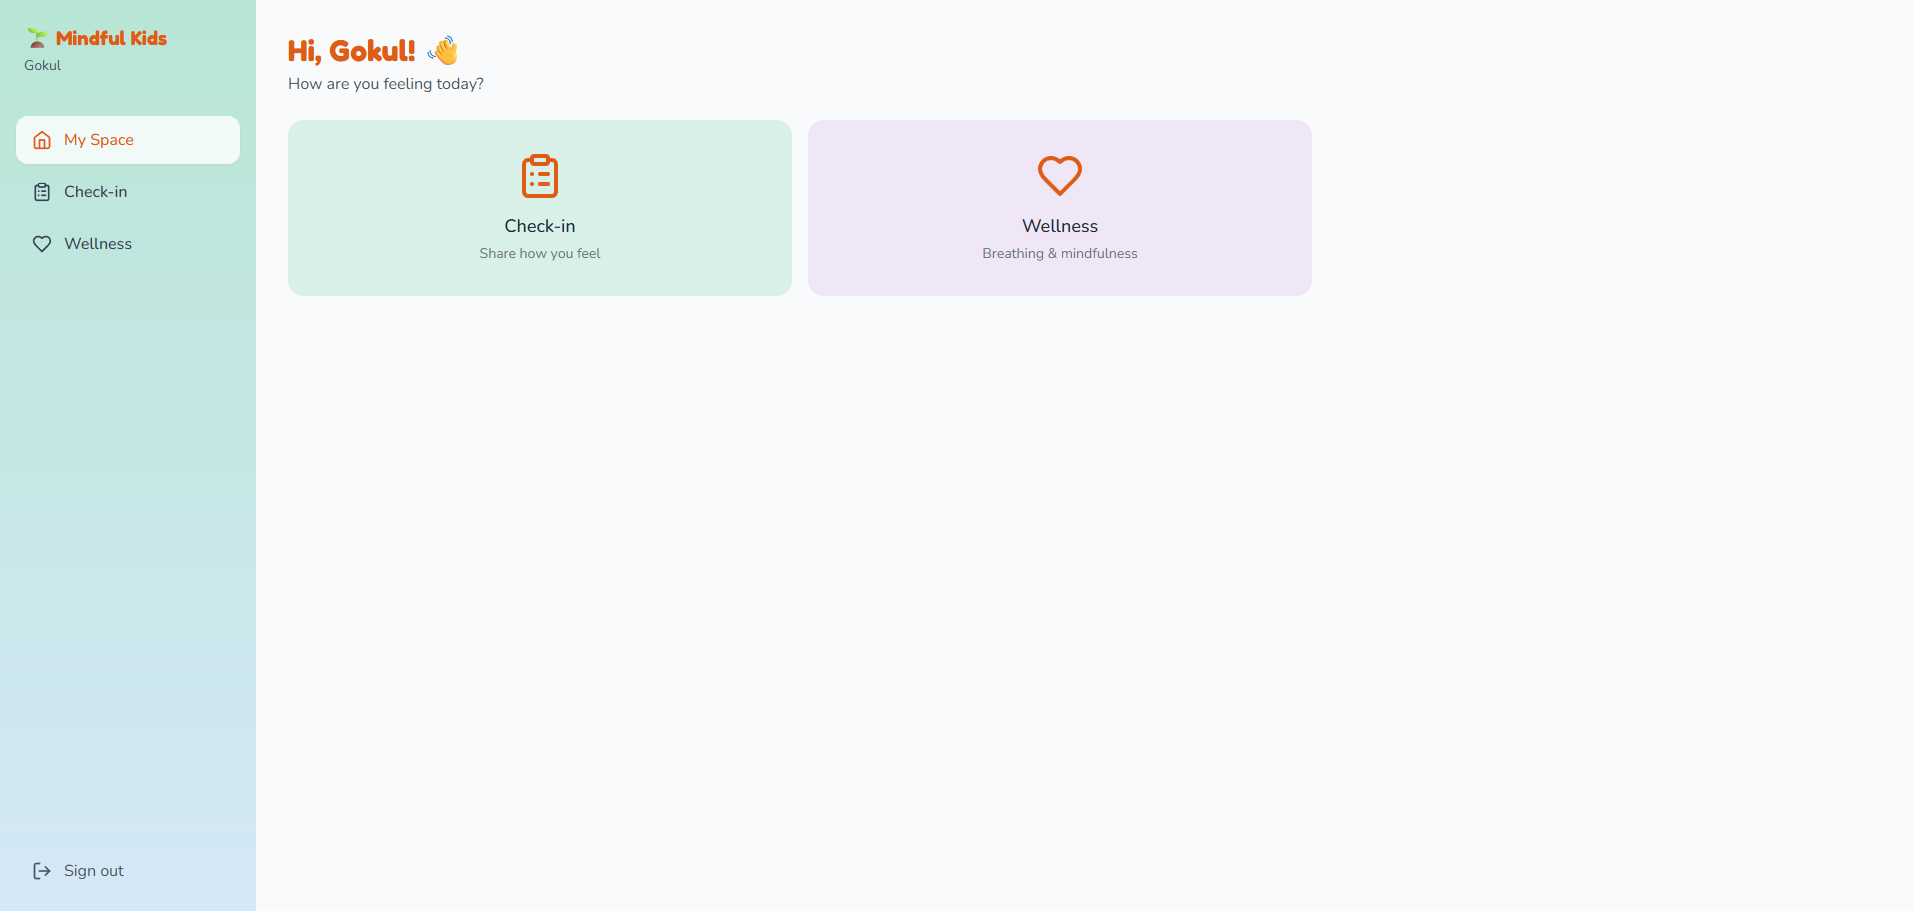 Mindful Kids
Gokul
My Space
Check-in
Wellness
Sign out
Hi, Gokul! 👋
How are you feeling today?
Check-in
Share how you feel
Wellness
Breathing & mindfulness